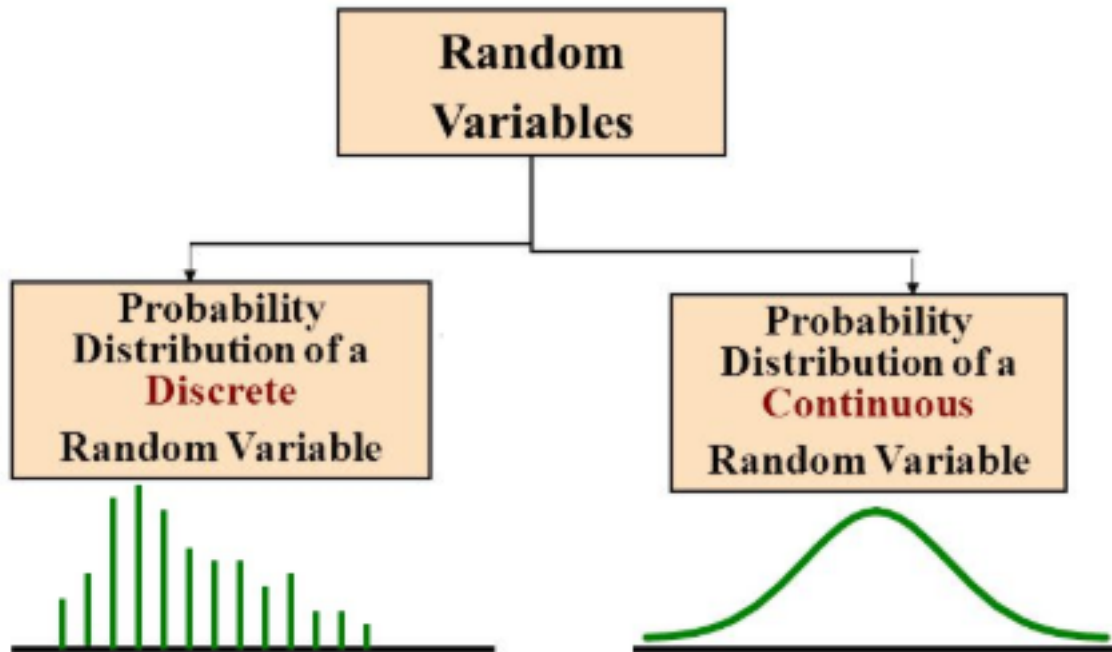 Random
Variables
Probability
Distribution of a
Discrete
Random Variable
Probability
Distribution of a
Continuous
Random Variable